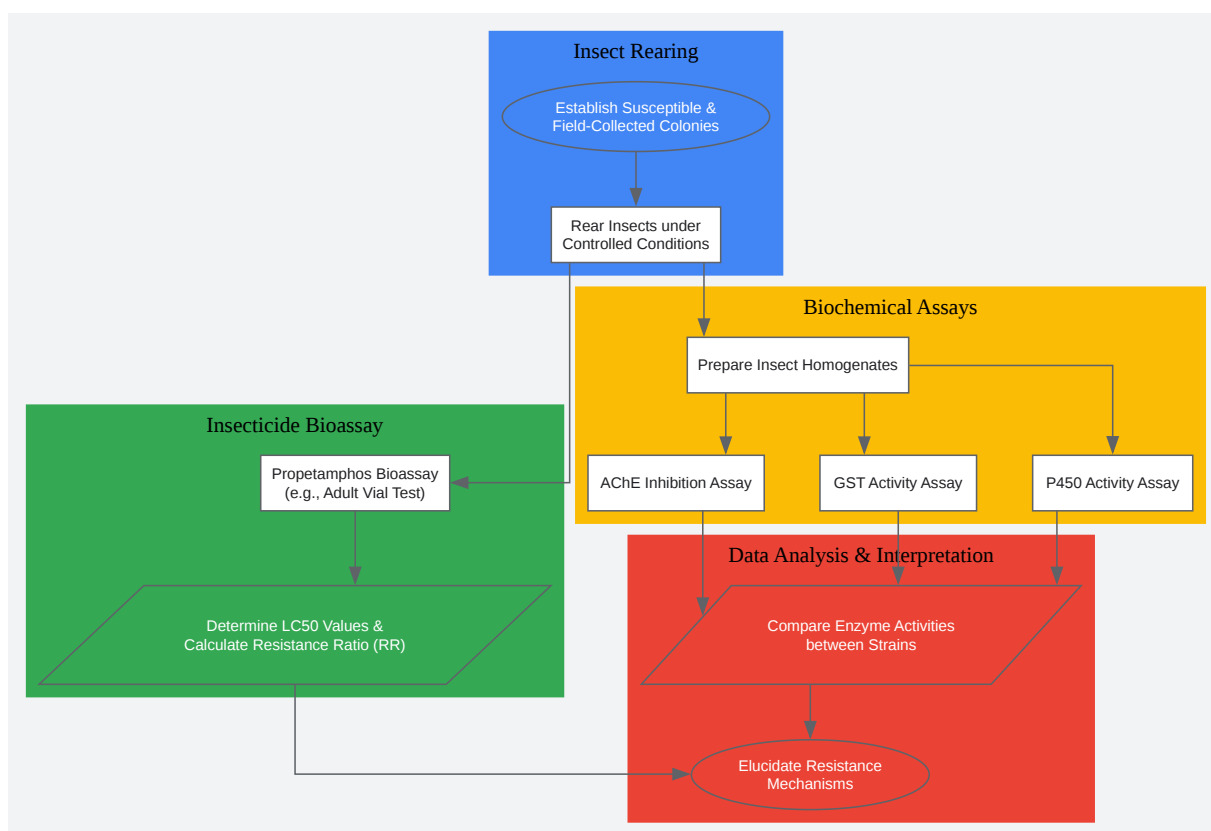 Insect Rearing
Establish Susceptible &
Field-Collected Colonies
Rear Insects under
Controlled Conditions
Biochemical Assays
Prepare Insect Homogenates
Insecticide Bioassay
Propetamphos Bioassay
(e.g., Adult Vial Test)
AChE Inhibition Assay
GST Activity Assay
P450 Activity Assay
Data Analysis & Interpretation
Determine LC50 Values &
Calculate Resistance Ratio (RR)
Compare Enzyme Activities
between Strains
Elucidate Resistance
Mechanisms